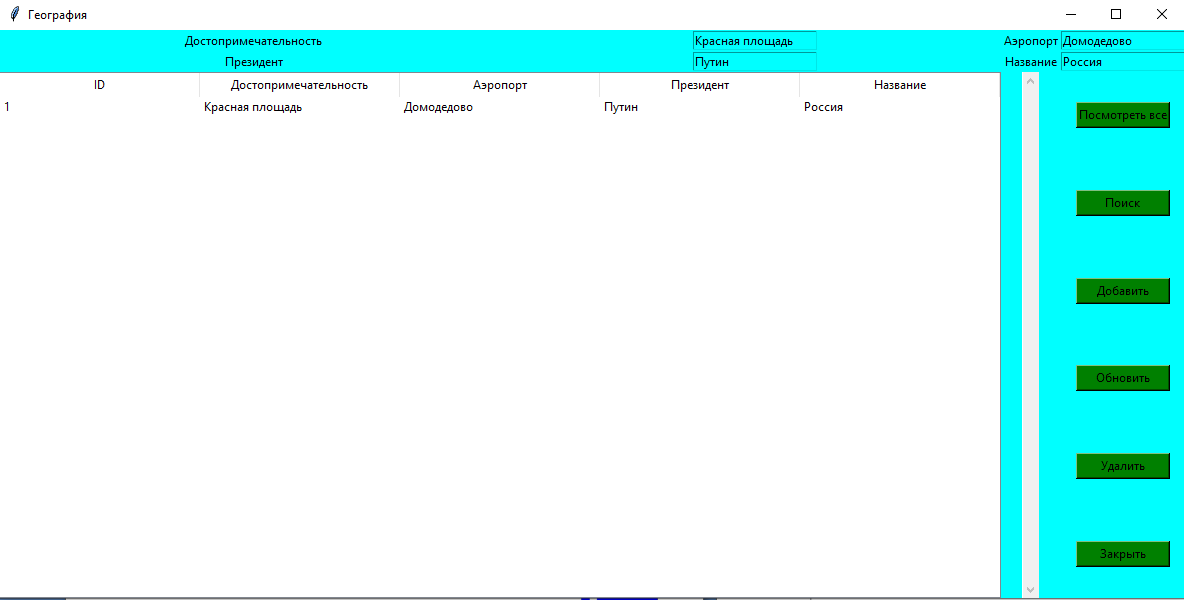 География
Достопримечательность Красная площадь Аэропорт Домодедово
Президент Путин Название Россия
ID Достопримечательность Аэропорт Президент Название
1 Красная площадь Домодедово Путин Россия
Посмотреть все
Поиск
Добавить
Обновить
Удалить
Закрыть